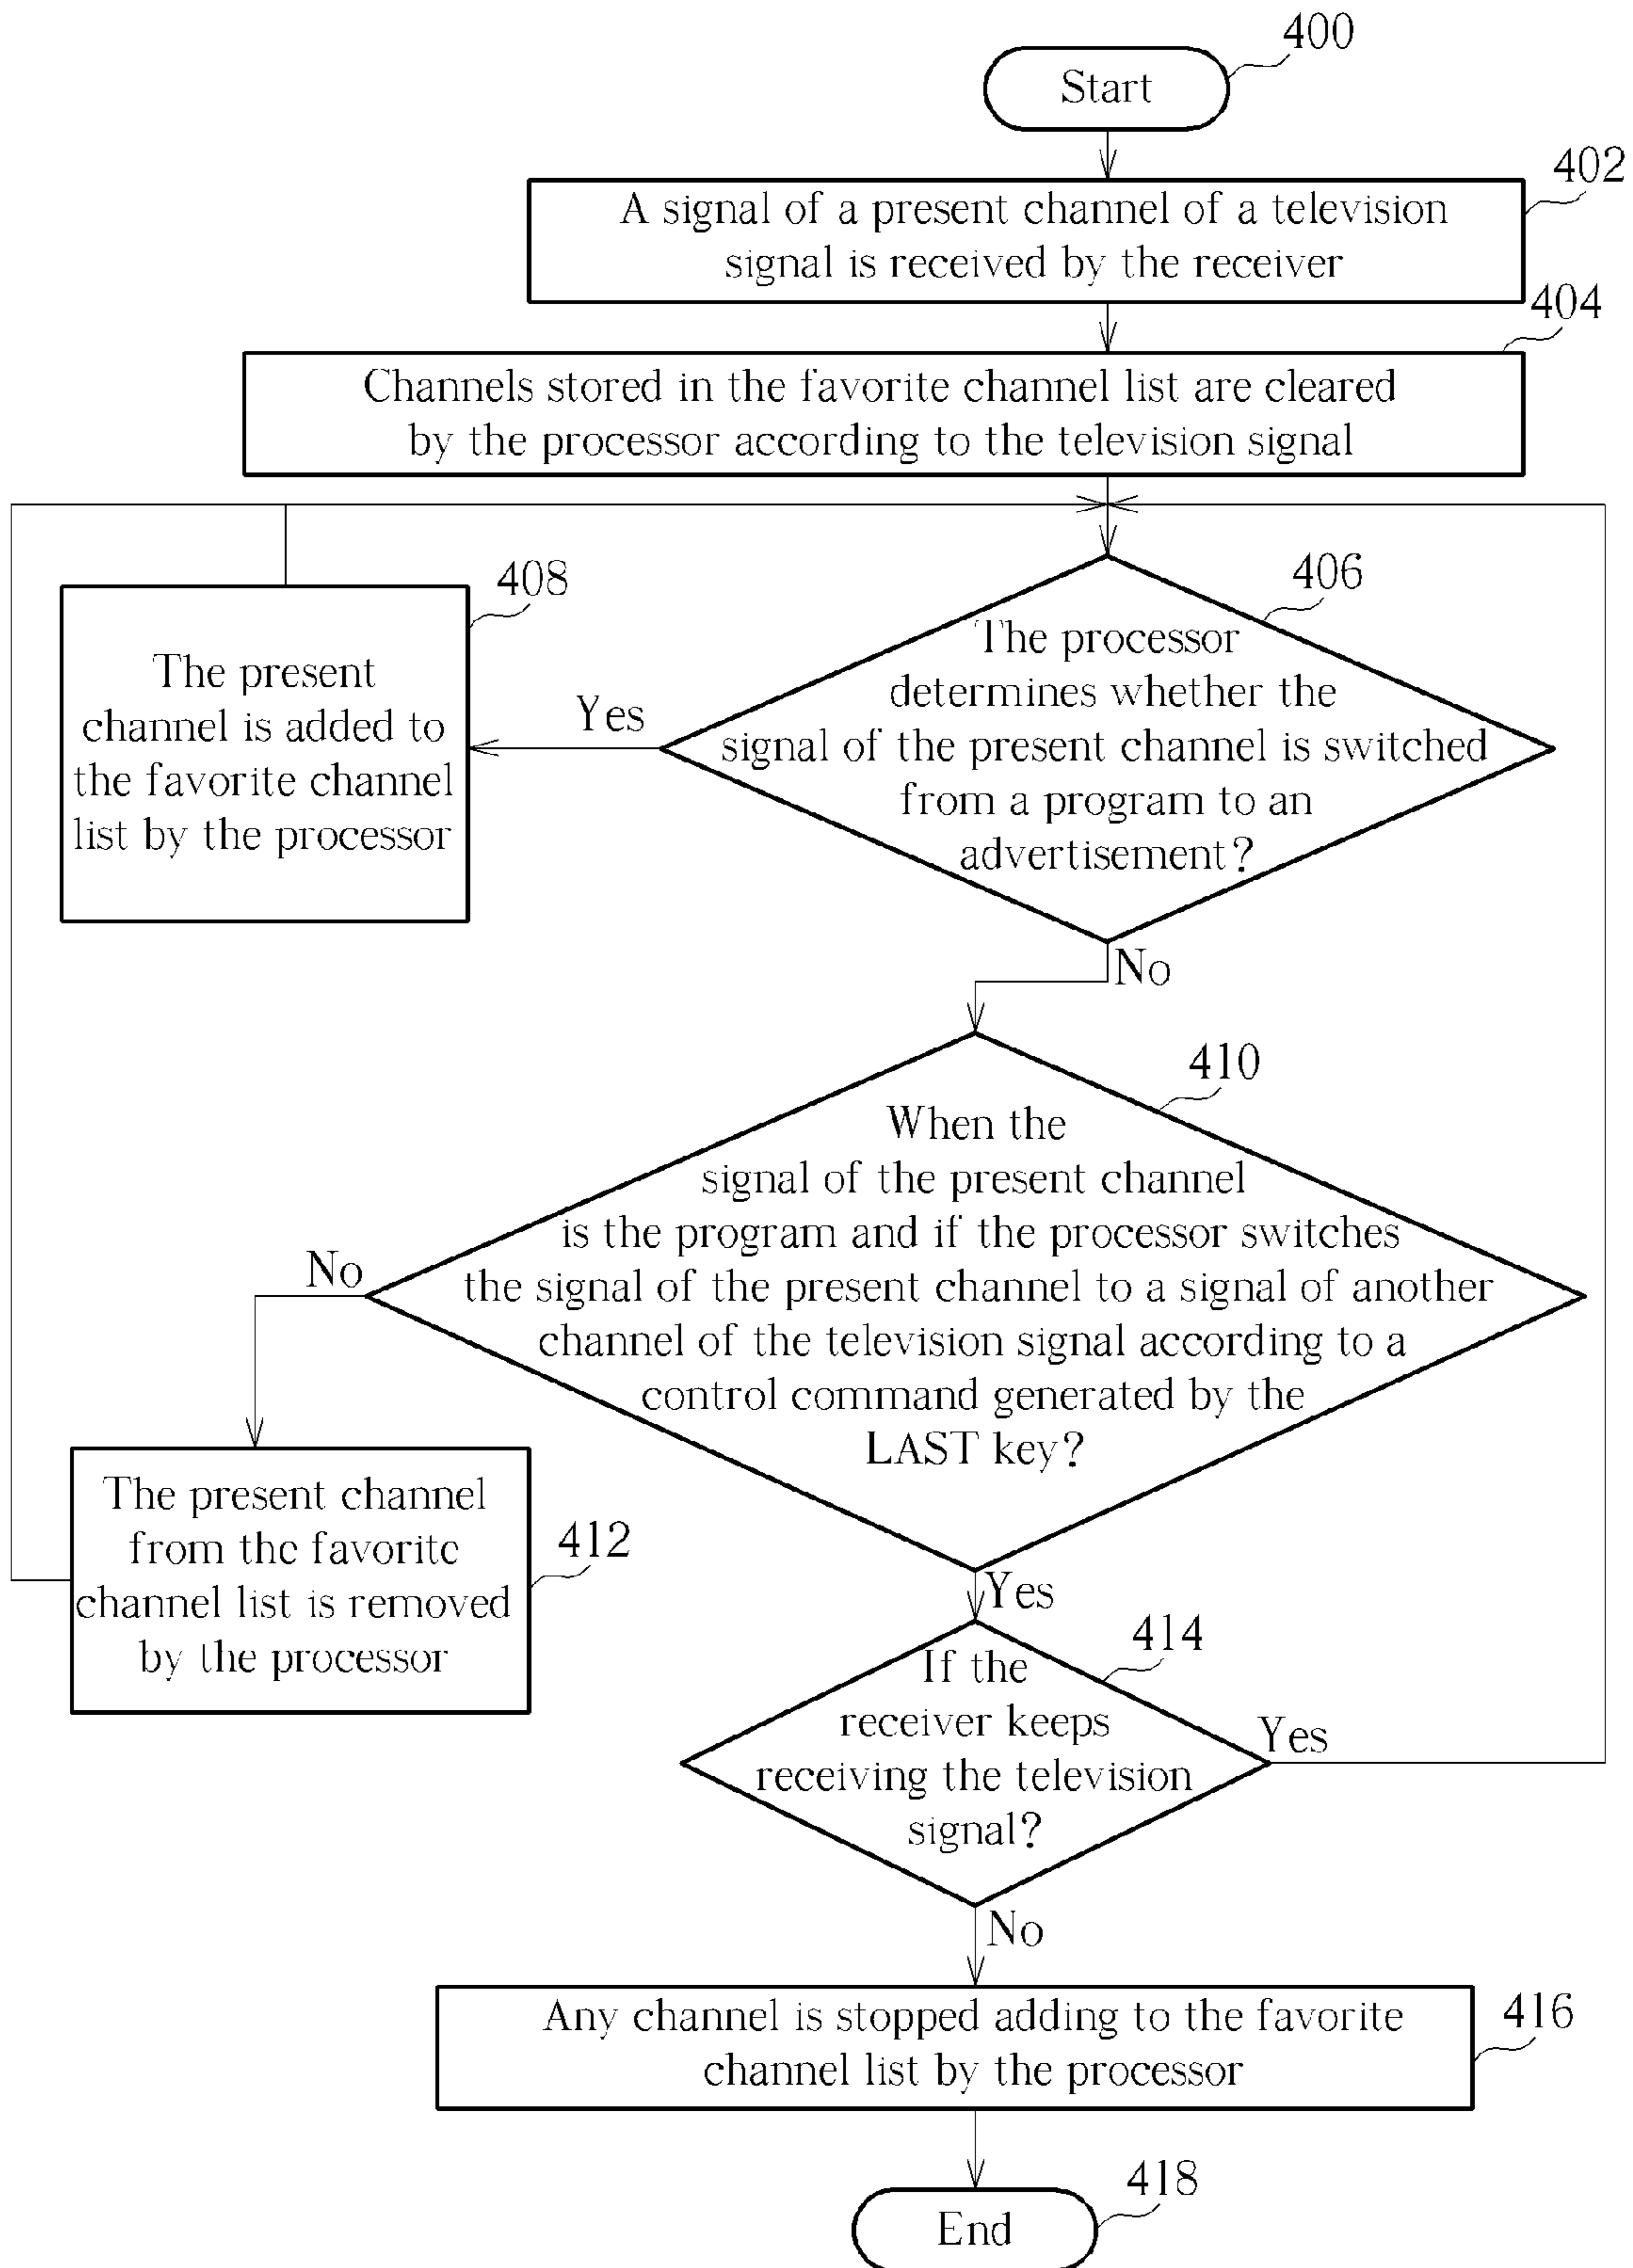 400
Start
402
A signal of a present channel of a television
signal is received by the receiver
404
Channels stored in the favorite channel list are cleared
by the processor according to the television signal
406
The processor
determines whether the
signal of the present channel is switched
from a program to an
advertisement?
Yes
408
The present
channel is added to
the favorite channel
list by the processor
No
410
When the
signal of the present channel
is the program and if the processor switches
the signal of the present channel to a signal of another
channel of the television signal according to a
control command generated by the
LAST key?
No
412
The present channel
from the favorite
channel list is removed
by the processor
Yes
414
If the
receiver keeps
receiving the television
signal?
Yes
No
416
Any channel is stopped adding to the favorite
channel list by the processor
418
End